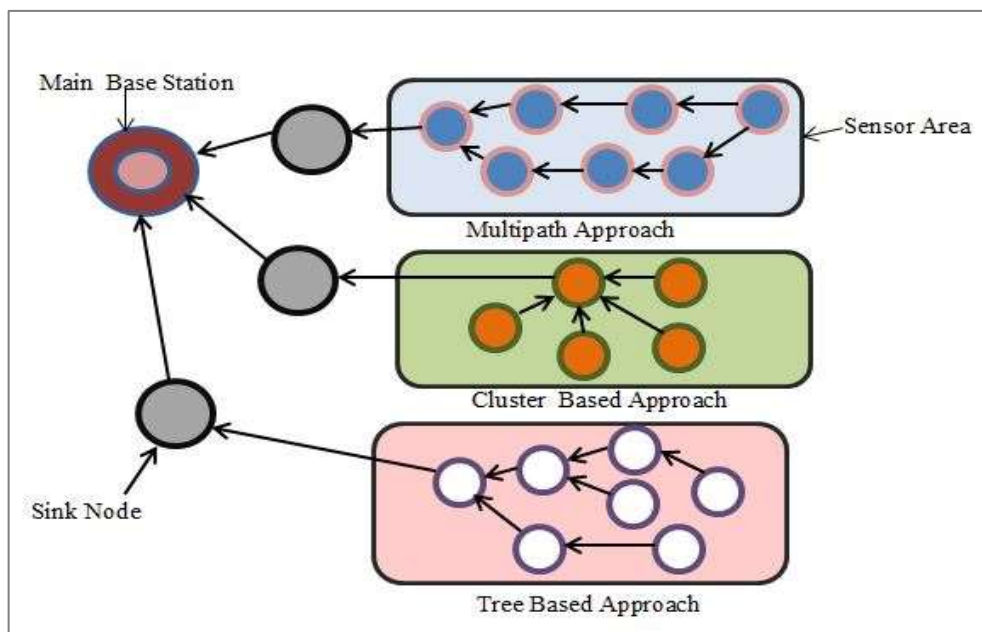 Main Base Station
Sensor Area
Multipath Approach
Cluster Based Approach
Sink Node
Tree Based Approach